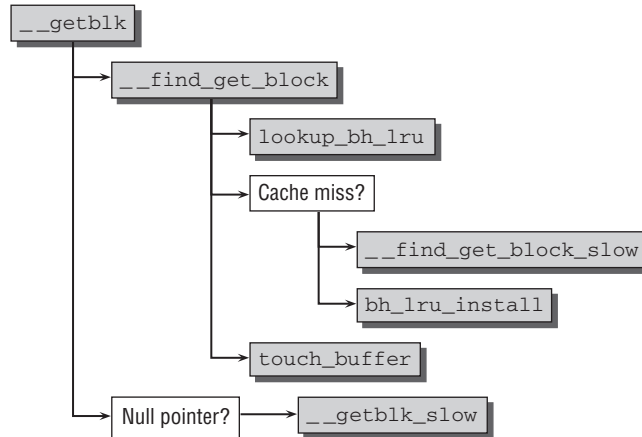 __getblk
__find_get_block
lookup_bh_lru
Cache miss?
__find_get_block_slow
bh_lru_install
touch_buffer
Null pointer?
__getblk_slow